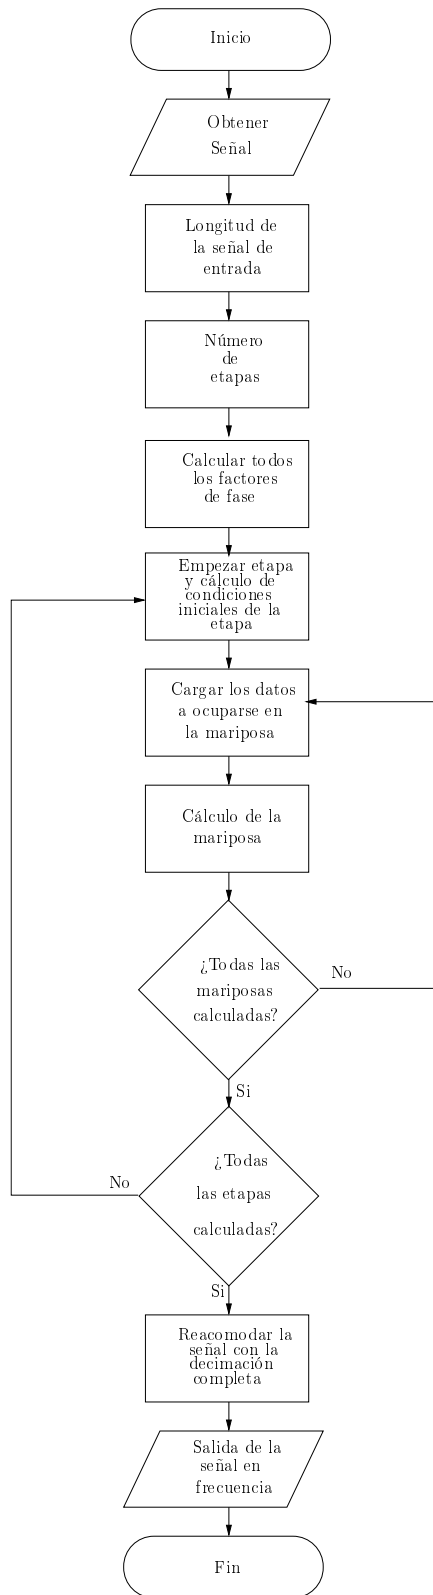 Inicio
Obtener
Señal
Longitud de
la señal de
entrada
Número
de
etapas
Calcular todos
los factores
de fase
Empezar etapa
y cálculo de
condiciones
iniciales de la
etapa
Cargar los datos
a ocuparse en
la mariposa
Cálculo de la
mariposa
¿Todas las
mariposas
calculadas?
No
Si
¿Todas
las etapas
calculadas?
No
Si
Reacomodar la
señal con la
decimación
completa
Salida de la
señal en
frecuencia
Fin